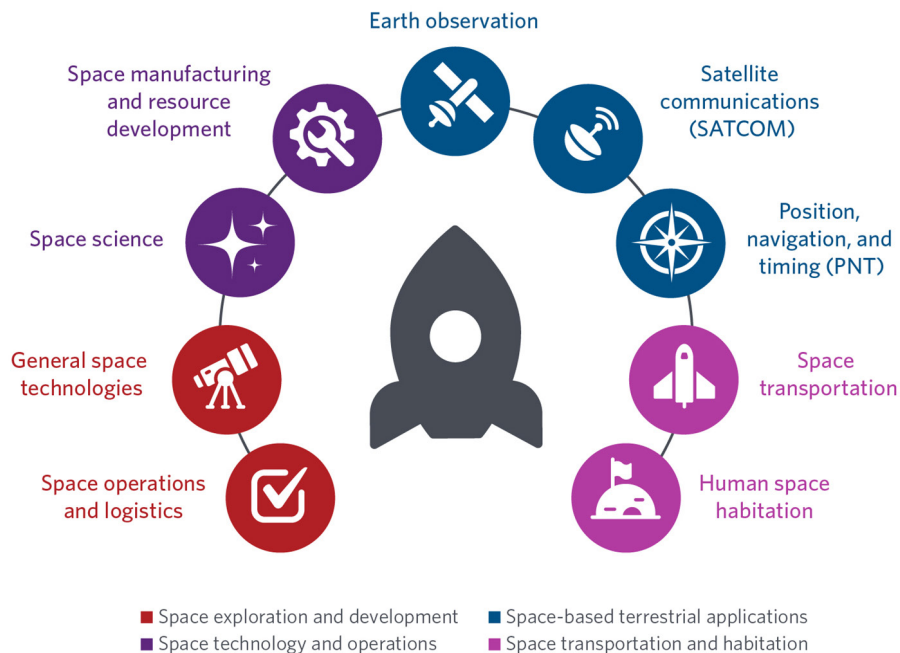 Earth observation
Space manufacturing
and resource
development
Satellite
communications
(SATCOM)
Space science
Position,
navigation, and
timing (PNT)
General space
technologies
Space
transportation
Space operations
and logistics
Human space
habitation
Space exploration and development
Space-based terrestrial applications
Space technology and operations
Space transportation and habitation